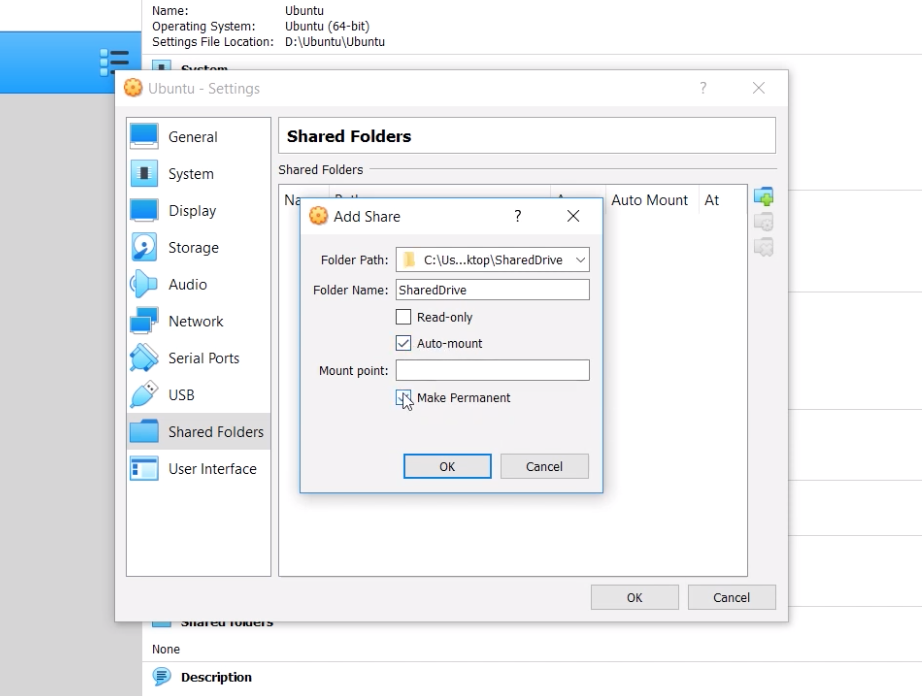 Name: Ubuntu
Operating System: Ubuntu (64-bit)
Settings File Location: D:\Ubuntu\Ubuntu
System
Ubuntu - Settings ?
General
System
Display
Storage
Audio
Network
Serial Ports
USB
Shared Folders
User Interface
Shared Folders
Shared Folders
Auto Mount At
Add Share ?
Folder Path: C:\Us...ktop\SharedDrive
Folder Name: SharedDrive
Read-only
Auto-mount
Mount point:
Make Permanent
OK Cancel
OK Cancel
Shared folders
None
Description